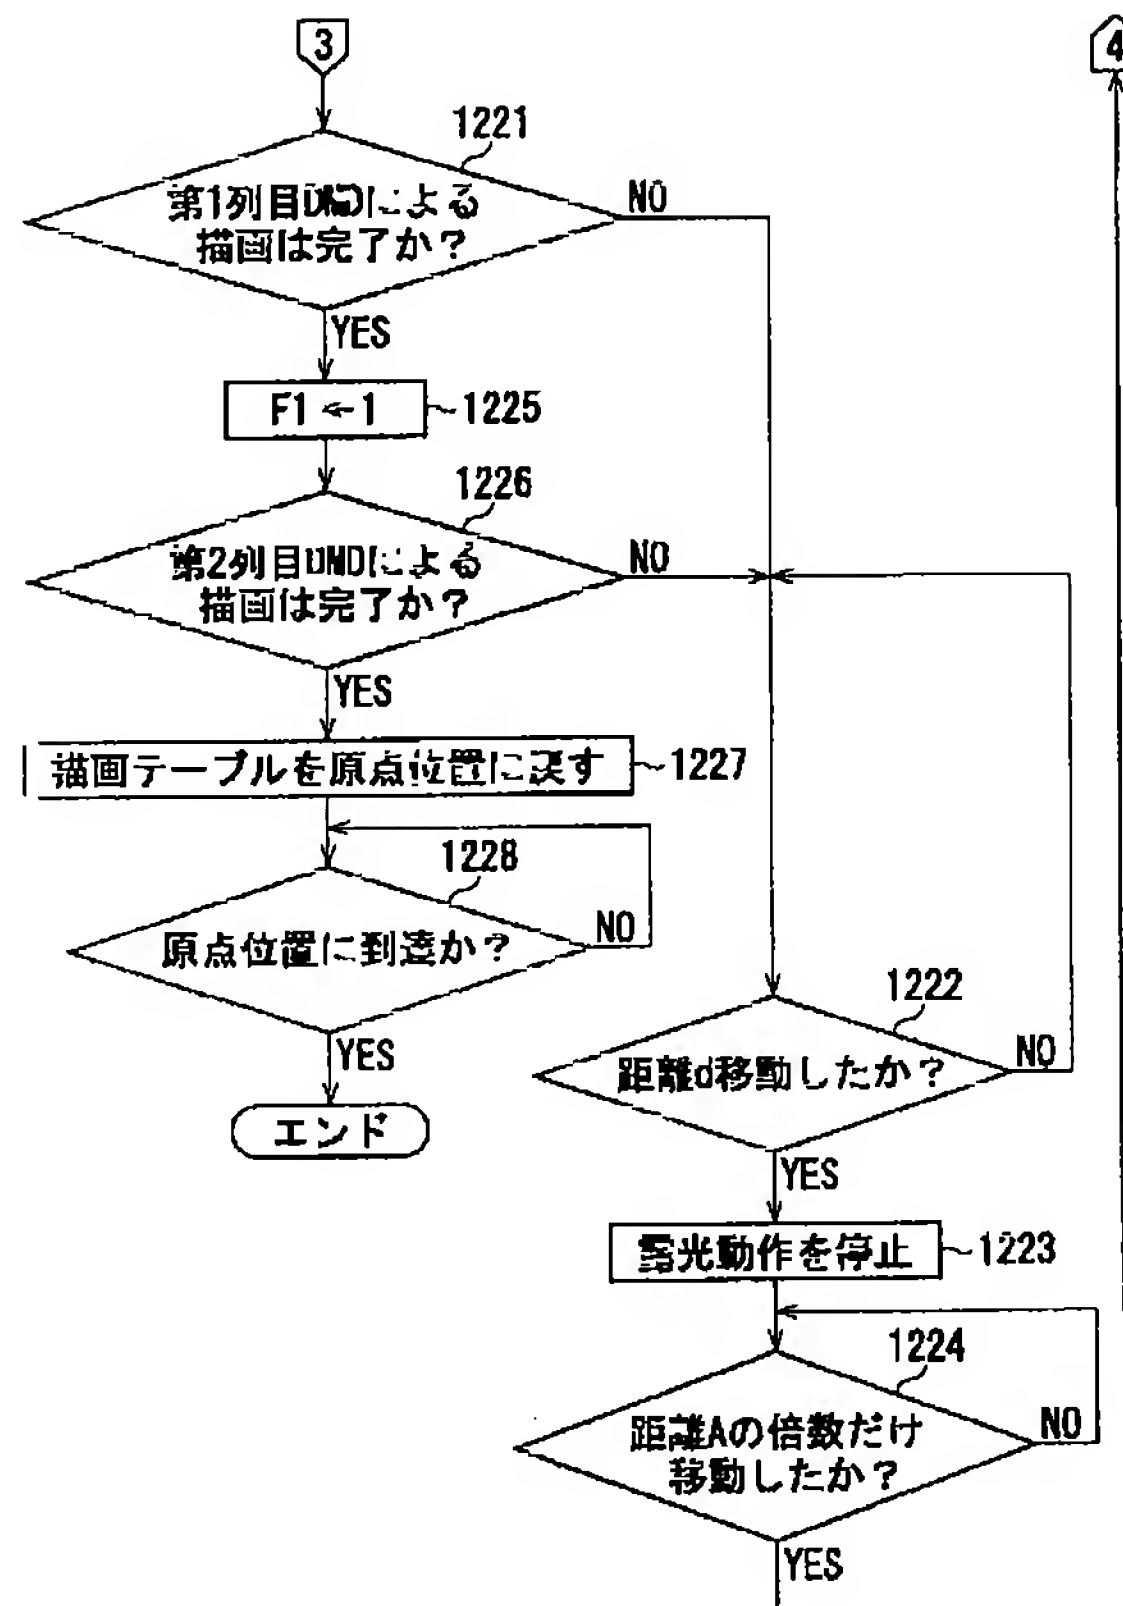 3
4
1221
第1列目DMDによる
描画は完了か?
NO
YES
F1←1
1225
1226
第2列目DMDによる
描画は完了か?
NO
YES
描画テーブルを原点位置に戻す
1227
1228
原点位置に到達か?
NO
YES
エンド
1222
距離d移動したか?
NO
YES
露光動作を停止
1223
1224
距離Aの倍数だけ
移動したか?
NO
YES